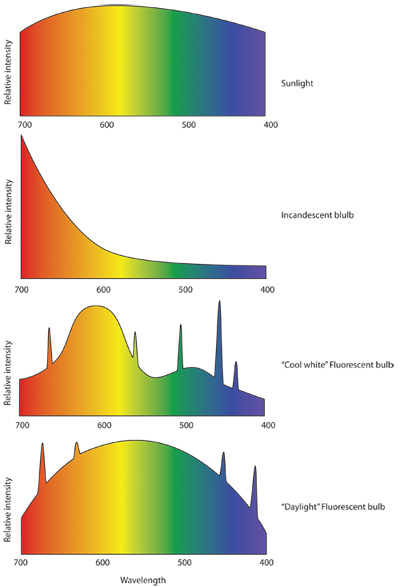 Relative intensity
Sunlight
700 600 500 400
Relative intensity
Incandescent blulb
700 600 500 400
Relative intensity
"Cool white" Fluorescent bulb
700 600 500 400
Relative intensity
"Daylight" Fluorescent bulb
700 600 500 400
Wavelength